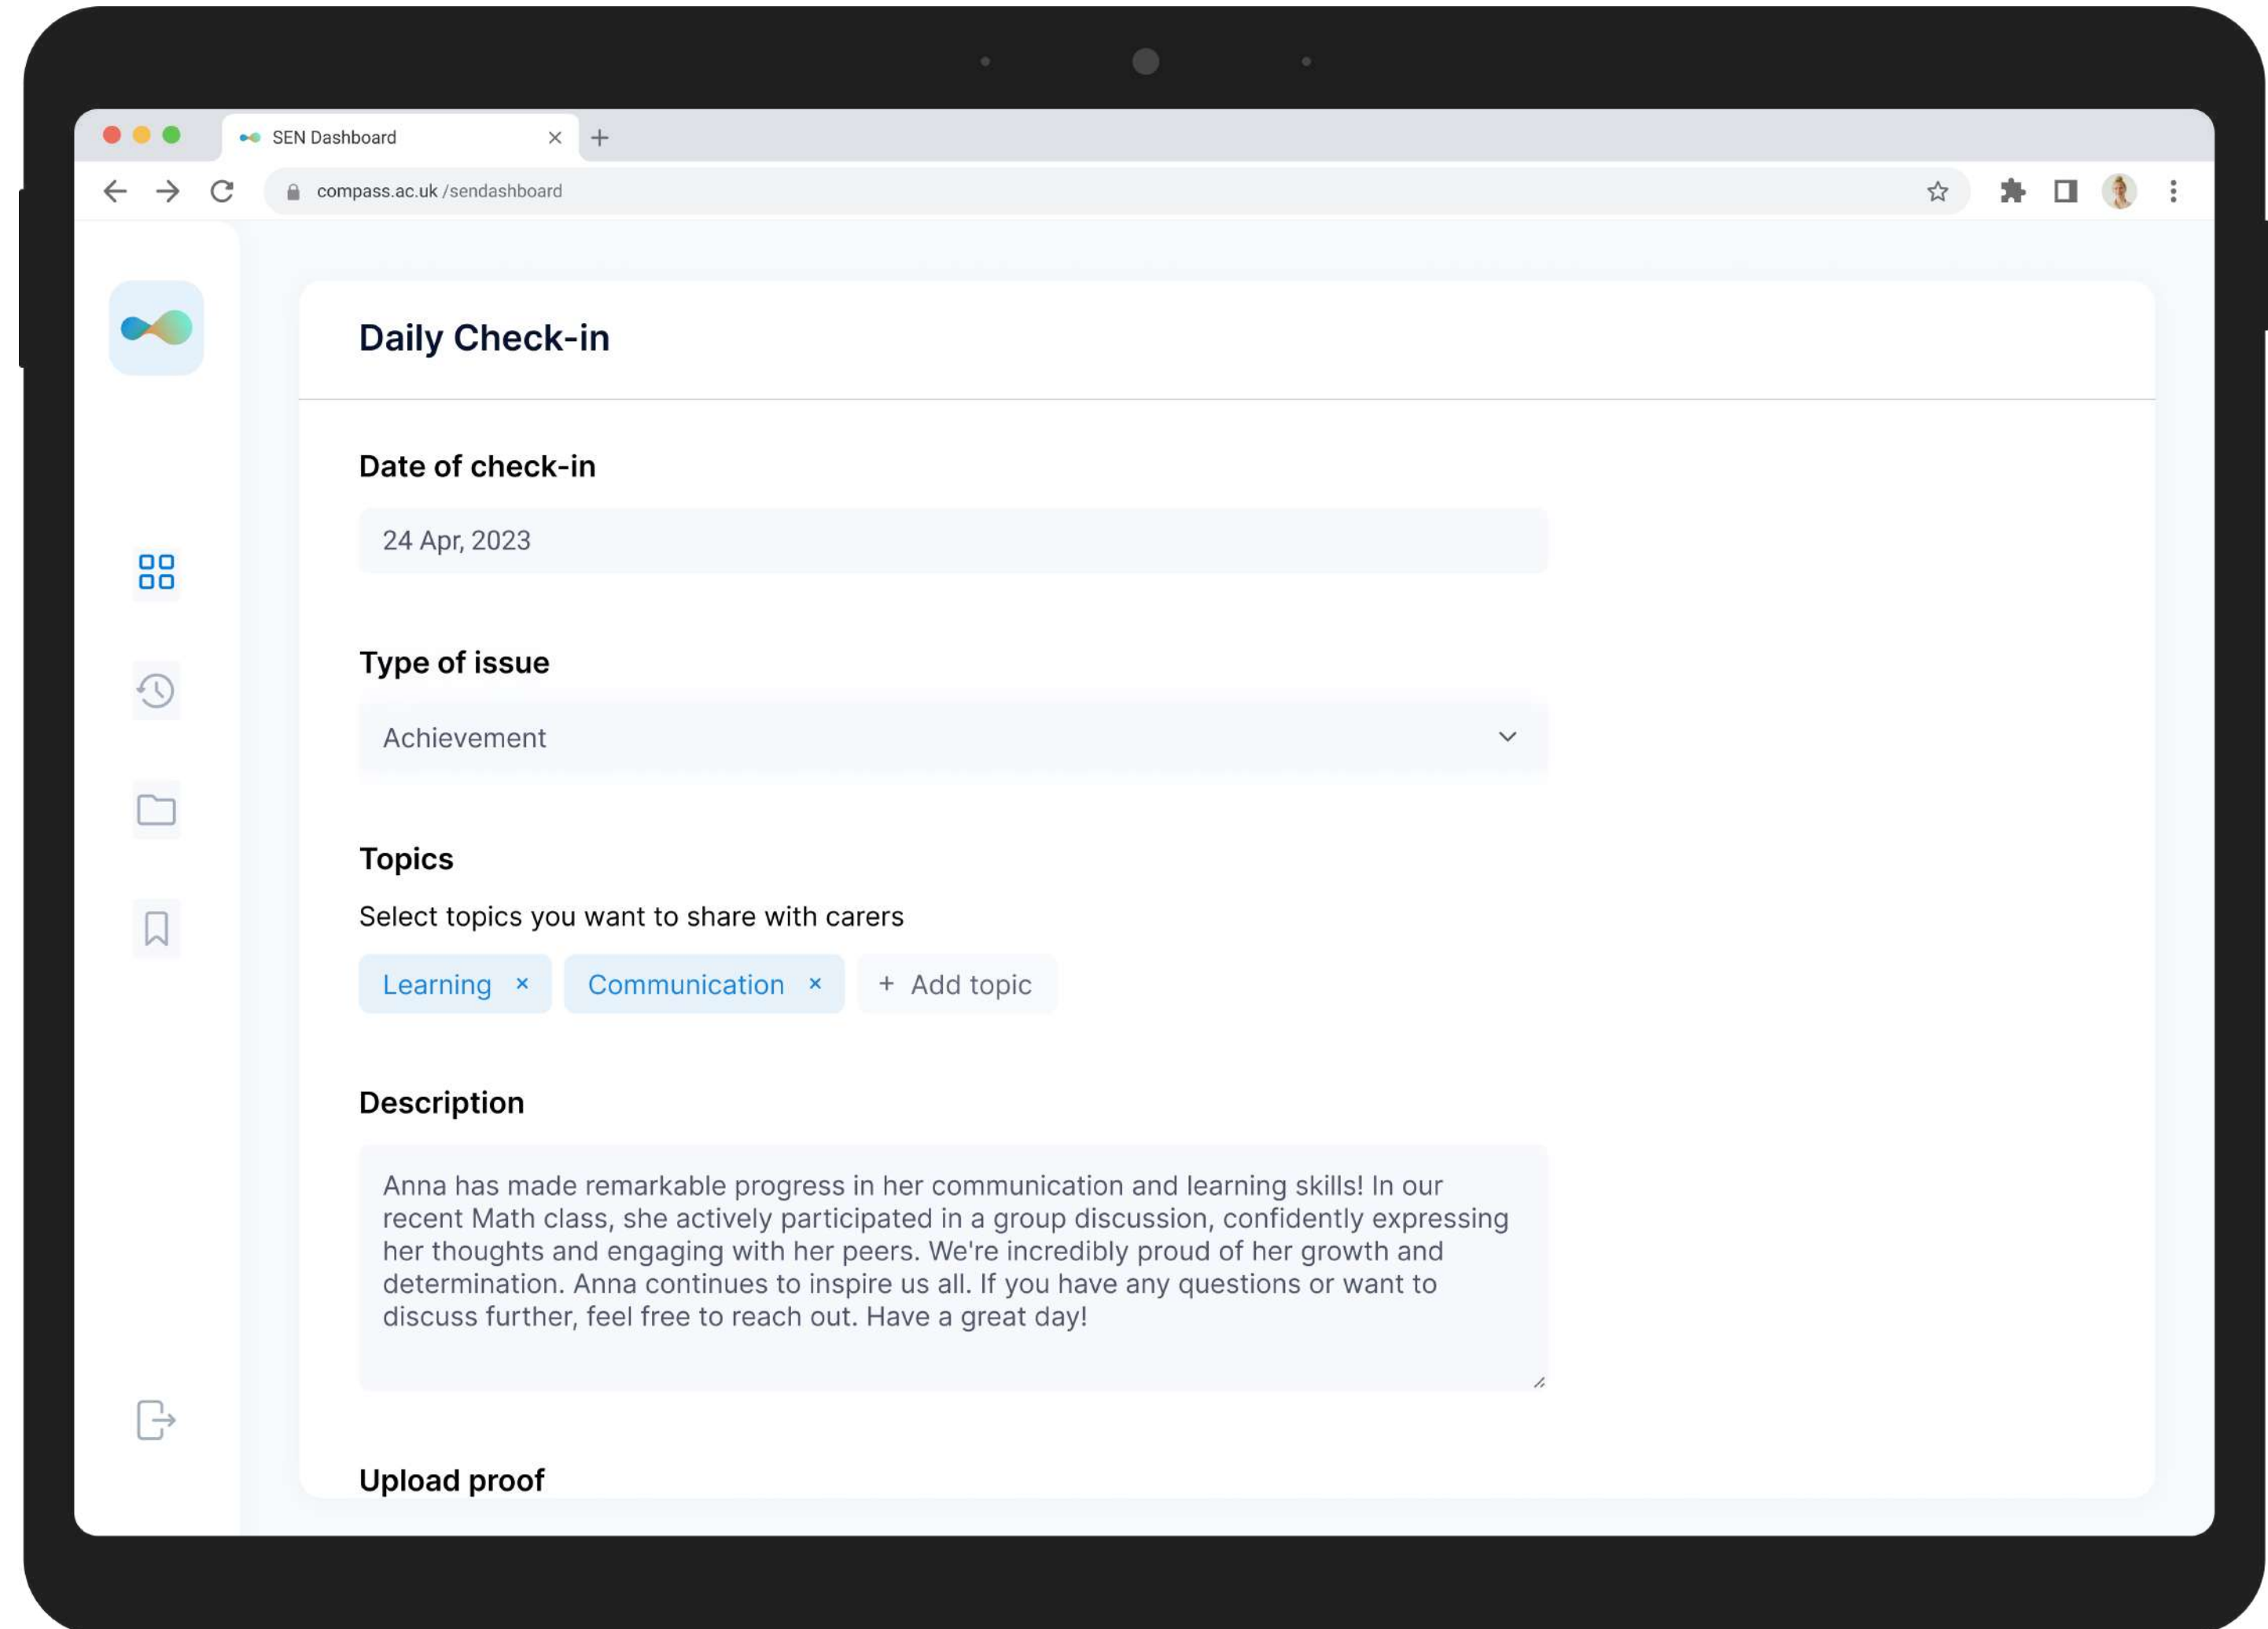 SEN Dashboard
compass.ac.uk /sendashboard
Daily Check-in
Date of check-in
24 Apr, 2023
Type of issue
Achievement
Topics
Select topics you want to share with carers
Learning × Communication × + Add topic
Description
Anna has made remarkable progress in her communication and learning skills! In our
recent Math class, she actively participated in a group discussion, confidently expressing
her thoughts and engaging with her peers. We're incredibly proud of her growth and
determination. Anna continues to inspire us all. If you have any questions or want to
discuss further, feel free to reach out. Have a great day!
Upload proof